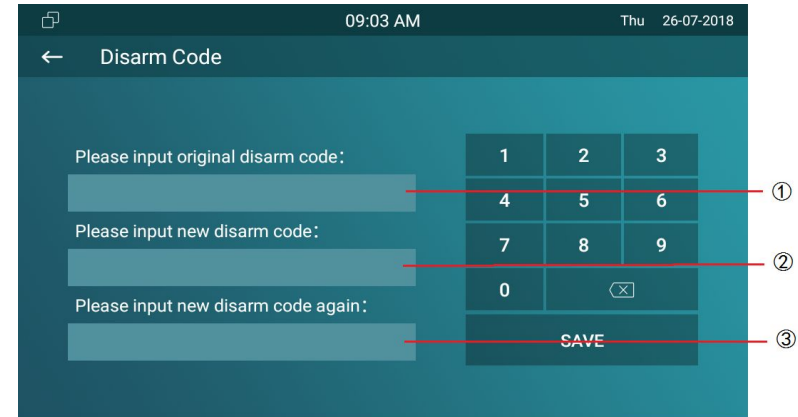 09:03 AM Thu 26-07-2018
← Disarm Code
Please input original disarm code：
①
Please input new disarm code：
②
Please input new disarm code again：
③
1 2 3
4 5 6
7 8 9
0
SAVE